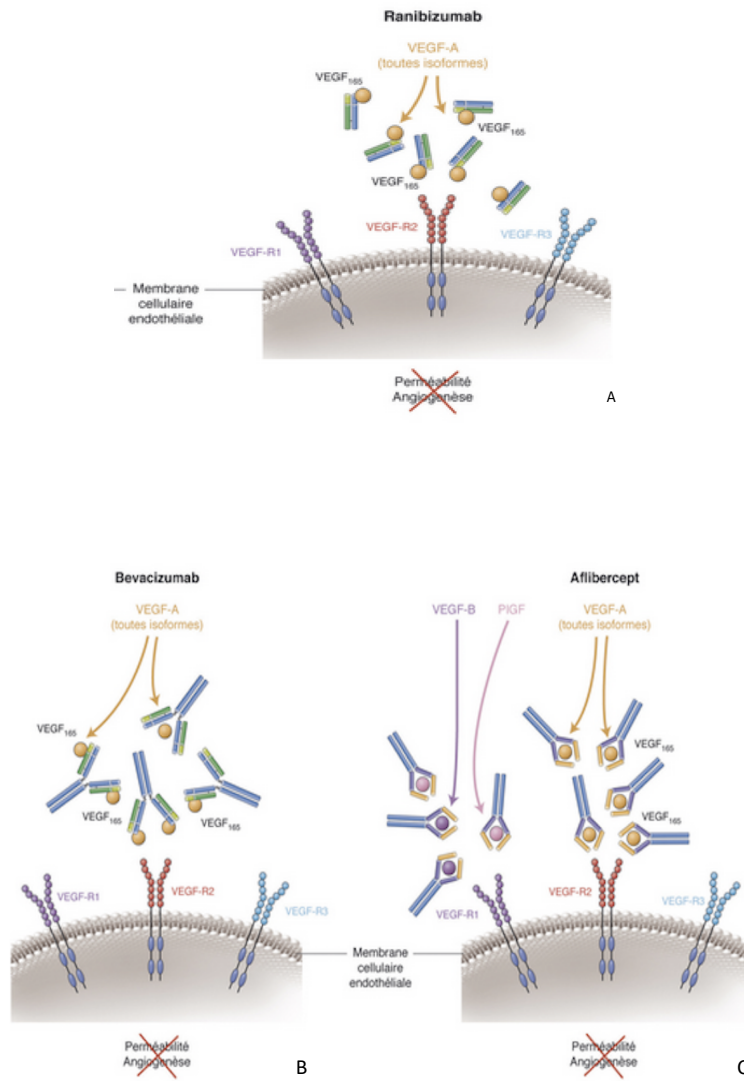 Ranibizumab
VEGF-A
(toutes isoformes)
VEGF165
VEGF165
VEGF165
VEGF-R1
VEGF-R2
VEGF-R3
Membrane
cellulaire
endothéliale
Perméabilité
Angiogenèse
A
Bevacizumab
VEGF-A
(toutes isoformes)
VEGF165
VEGF165
VEGF165
VEGF-R1
VEGF-R2
VEGF-R3
Perméabilité
Angiogenèse
B
Aflibercept
VEGF-B
PlGF
VEGF-A
(toutes isoformes)
VEGF165
VEGF165
VEGF-R1
VEGF-R2
VEGF-R3
Membrane
cellulaire
endothéliale
Perméabilité
Angiogenèse
C